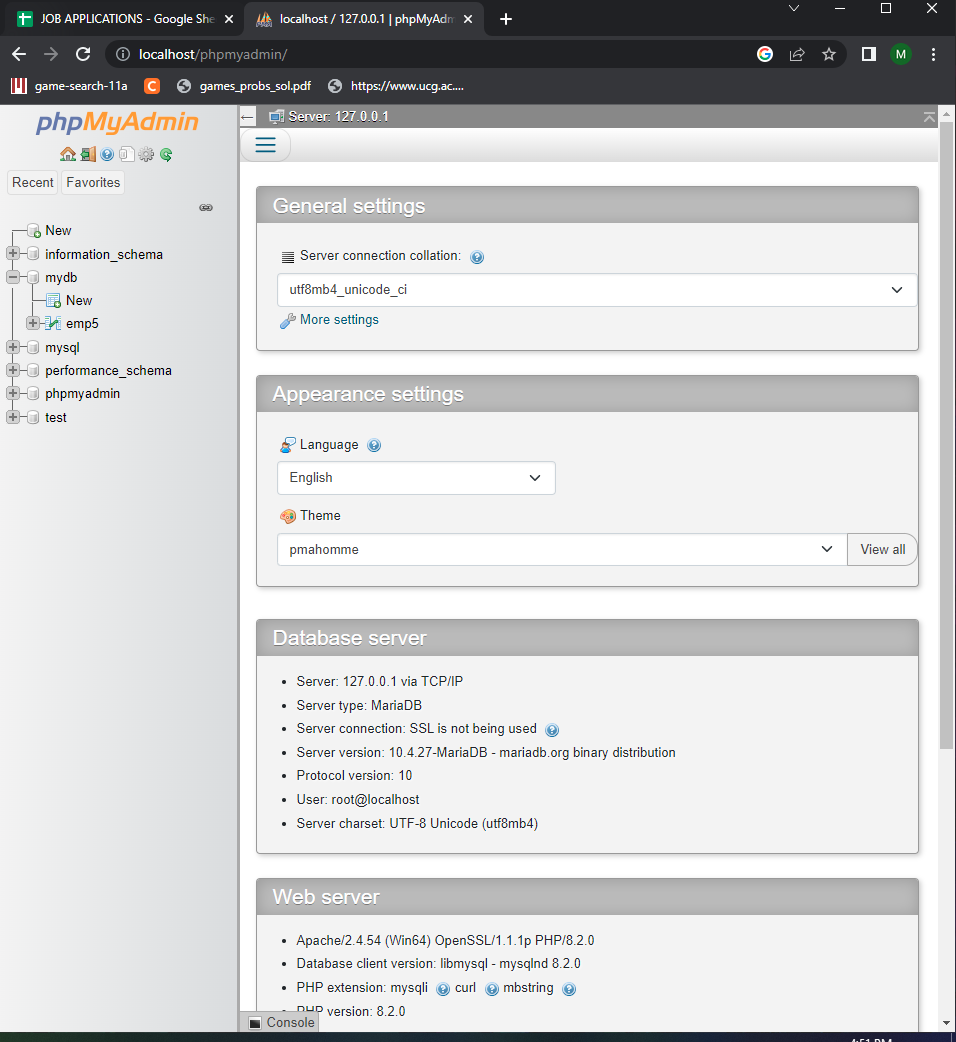 JOB APPLICATIONS - Google She
localhost / 127.0.0.1 | phpMyAdm
localhost/phpmyadmin/
M
game-search-11a
C
games_probs_sol.pdf
https://www.ucg.ac....
phpMyAdmin
Recent
Favorites
New
information_schema
mydb
New
emp5
mysql
performance_schema
phpmyadmin
test
Server: 127.0.0.1
General settings
Server connection collation:
utf8mb4_unicode_ci
More settings
Appearance settings
Language
English
Theme
pmahomme
View all
Database server
• Server: 127.0.0.1 via TCP/IP
• Server type: MariaDB
• Server connection: SSL is not being used
• Server version: 10.4.27-MariaDB - mariadb.org binary distribution
• Protocol version: 10
• User: root@localhost
• Server charset: UTF-8 Unicode (utf8mb4)
Web server
• Apache/2.4.54 (Win64) OpenSSL/1.1.1p PHP/8.2.0
• Database client version: libmysql - mysqlnd 8.2.0
• PHP extension: mysqli curl mbstring
• PHP version: 8.2.0
Console
4:51 PM